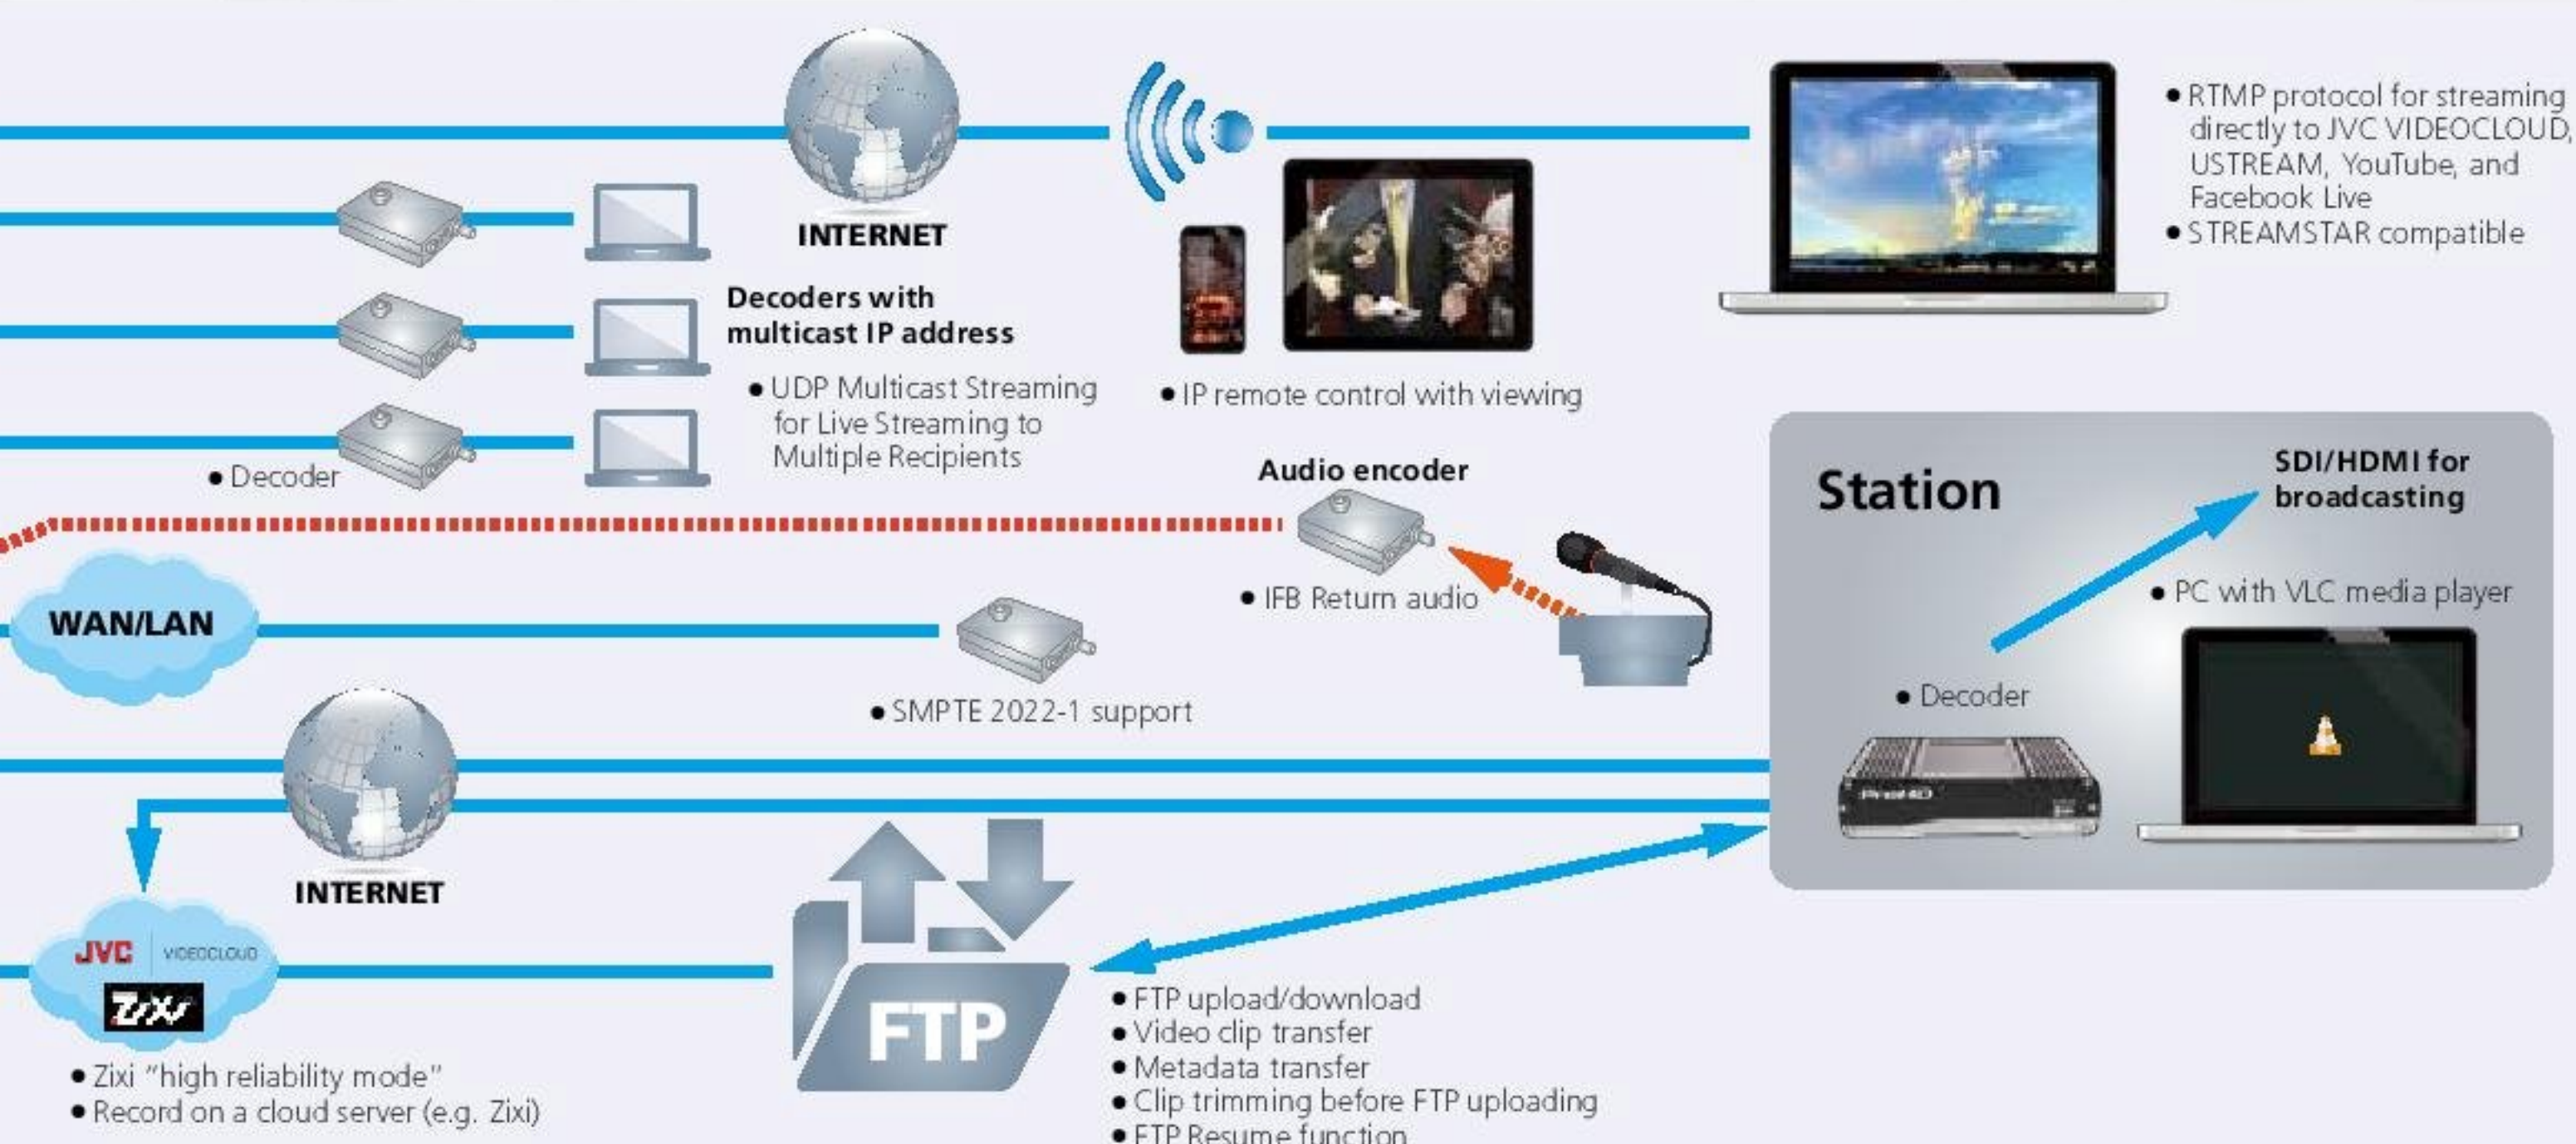 INTERNET
● RTMP protocol for streaming
directly to JVC VIDEOCLOUD,
USTREAM, YouTube, and
Facebook Live
● STREAMSTAR compatible
Decoders with
multicast IP address
● UDP Multicast Streaming
for Live Streaming to
Multiple Recipients
● Decoder
● IP remote control with viewing
Audio encoder
● IFB Return audio
WAN/LAN
● SMPTE 2022-1 support
Station
SDI/HDMI for
broadcasting
● PC with VLC media player
● Decoder
ProHD
INTERNET
JVC VIDEOCLOUD
Zixi
● Zixi "high reliability mode"
● Record on a cloud server (e.g. Zixi)
FTP
● FTP upload/download
● Video clip transfer
● Metadata transfer
● Clip trimming before FTP uploading
● FTP Resume function